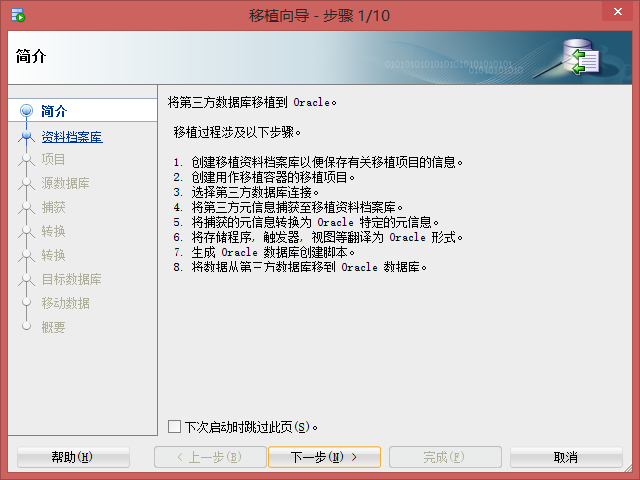 移植向导 - 步骤 1/10
简介
简介
资料档案库
项目
源数据库
捕获
转换
转换
目标数据库
移动数据
概要
将第三方数据库移植到 Oracle。
移植过程涉及以下步骤。
1. 创建移植资料档案库以便保存有关移植项目的信息。
2. 创建用作移植容器的移植项目。
3. 选择第三方数据库连接。
4. 将第三方元信息捕获至移植资料档案库。
5. 将捕获的元信息转换为 Oracle 特定的元信息。
6. 将存储程序, 触发器, 视图等翻译为 Oracle 形式。
7. 生成 Oracle 数据库创建脚本。
8. 将数据从第三方数据库移到 Oracle 数据库。
下次启动时跳过此页(S)。
帮助(H)
< 上一步(B)
下一步(N) >
完成(F)
取消